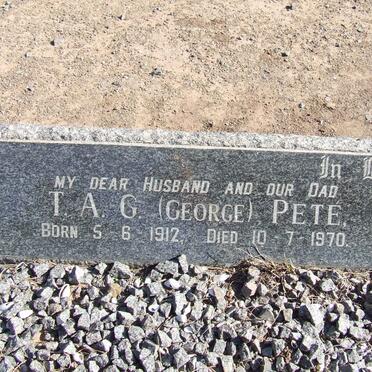 In
MY DEAR HUSBAND AND OUR DAD
T. A. G. (GEORGE) PETE,
BORN 5 6 1912, DIED 10-7-1970.